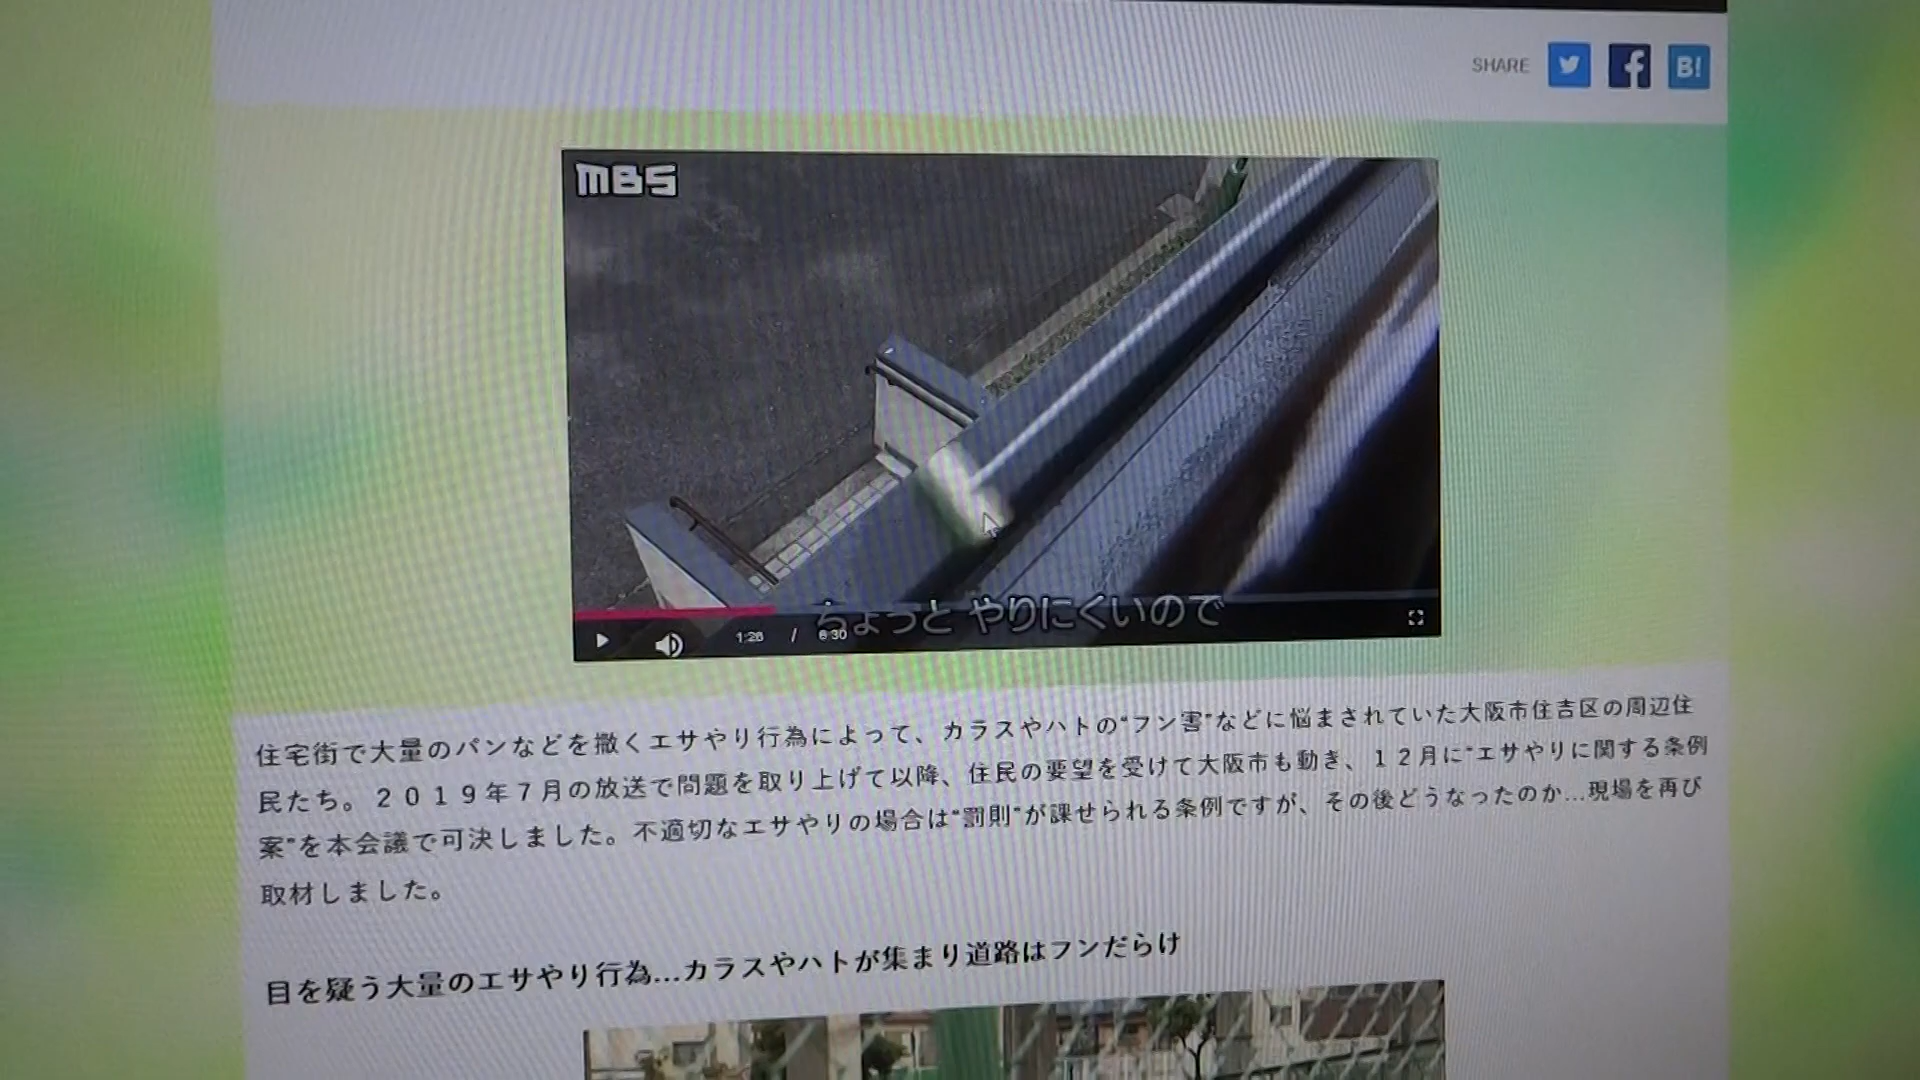 SHARE
B!
MBS
ちょっと やりにくいので
1:28 / 6:30
住宅街で大量のパンなどを撒くエサやり行為によって、カラスやハトの“フン害”などに悩まされていた大阪市住吉区の周辺住
民たち。２０１９年７月の放送で問題を取り上げて以降、住民の要望を受けて大阪市も動き、１２月に“エサやりに関する条例
案”を本会議で可決しました。不適切なエサやりの場合は“罰則”が課せられる条例ですが、その後どうなったのか…現場を再び
取材しました。
目を疑う大量のエサやり行為…カラスやハトが集まり道路はフンだらけ